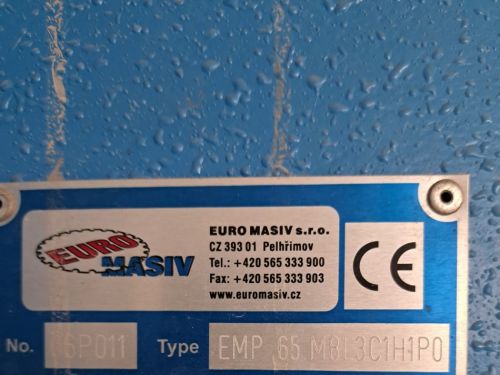 EURO
MASIV
EURO MASIV s.r.o.
CZ 393 01 Pelhřimov
Tel.: +420 565 333 900
Fax: +420 565 333 903
www.euromasiv.cz
CE
No. 6P011 Type EMP 65 M8L3C1H1P0